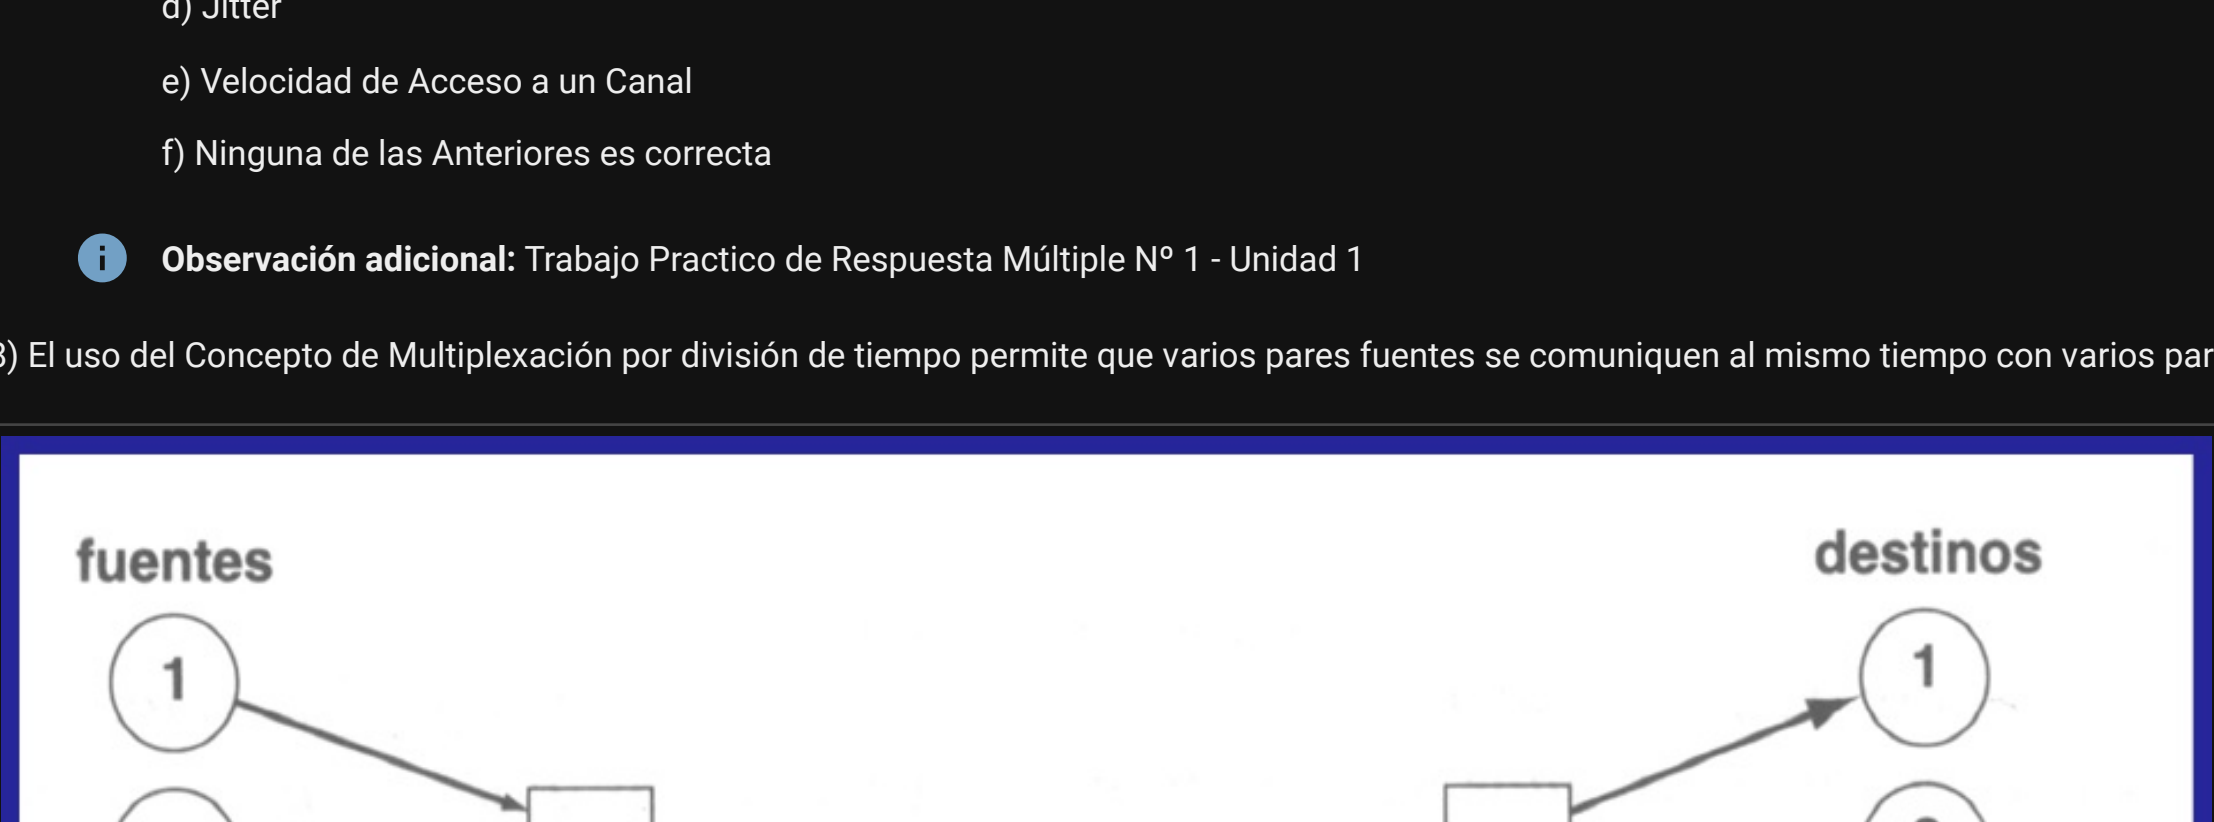 d) Jitter
e) Velocidad de Acceso a un Canal
f) Ninguna de las Anteriores es correcta
i Observación adicional: Trabajo Practico de Respuesta Múltiple Nº 1 - Unidad 1
3) El uso del Concepto de Multiplexación por división de tiempo permite que varios pares fuentes se comuniquen al mismo tiempo con varios par
fuentes
destinos
1
1